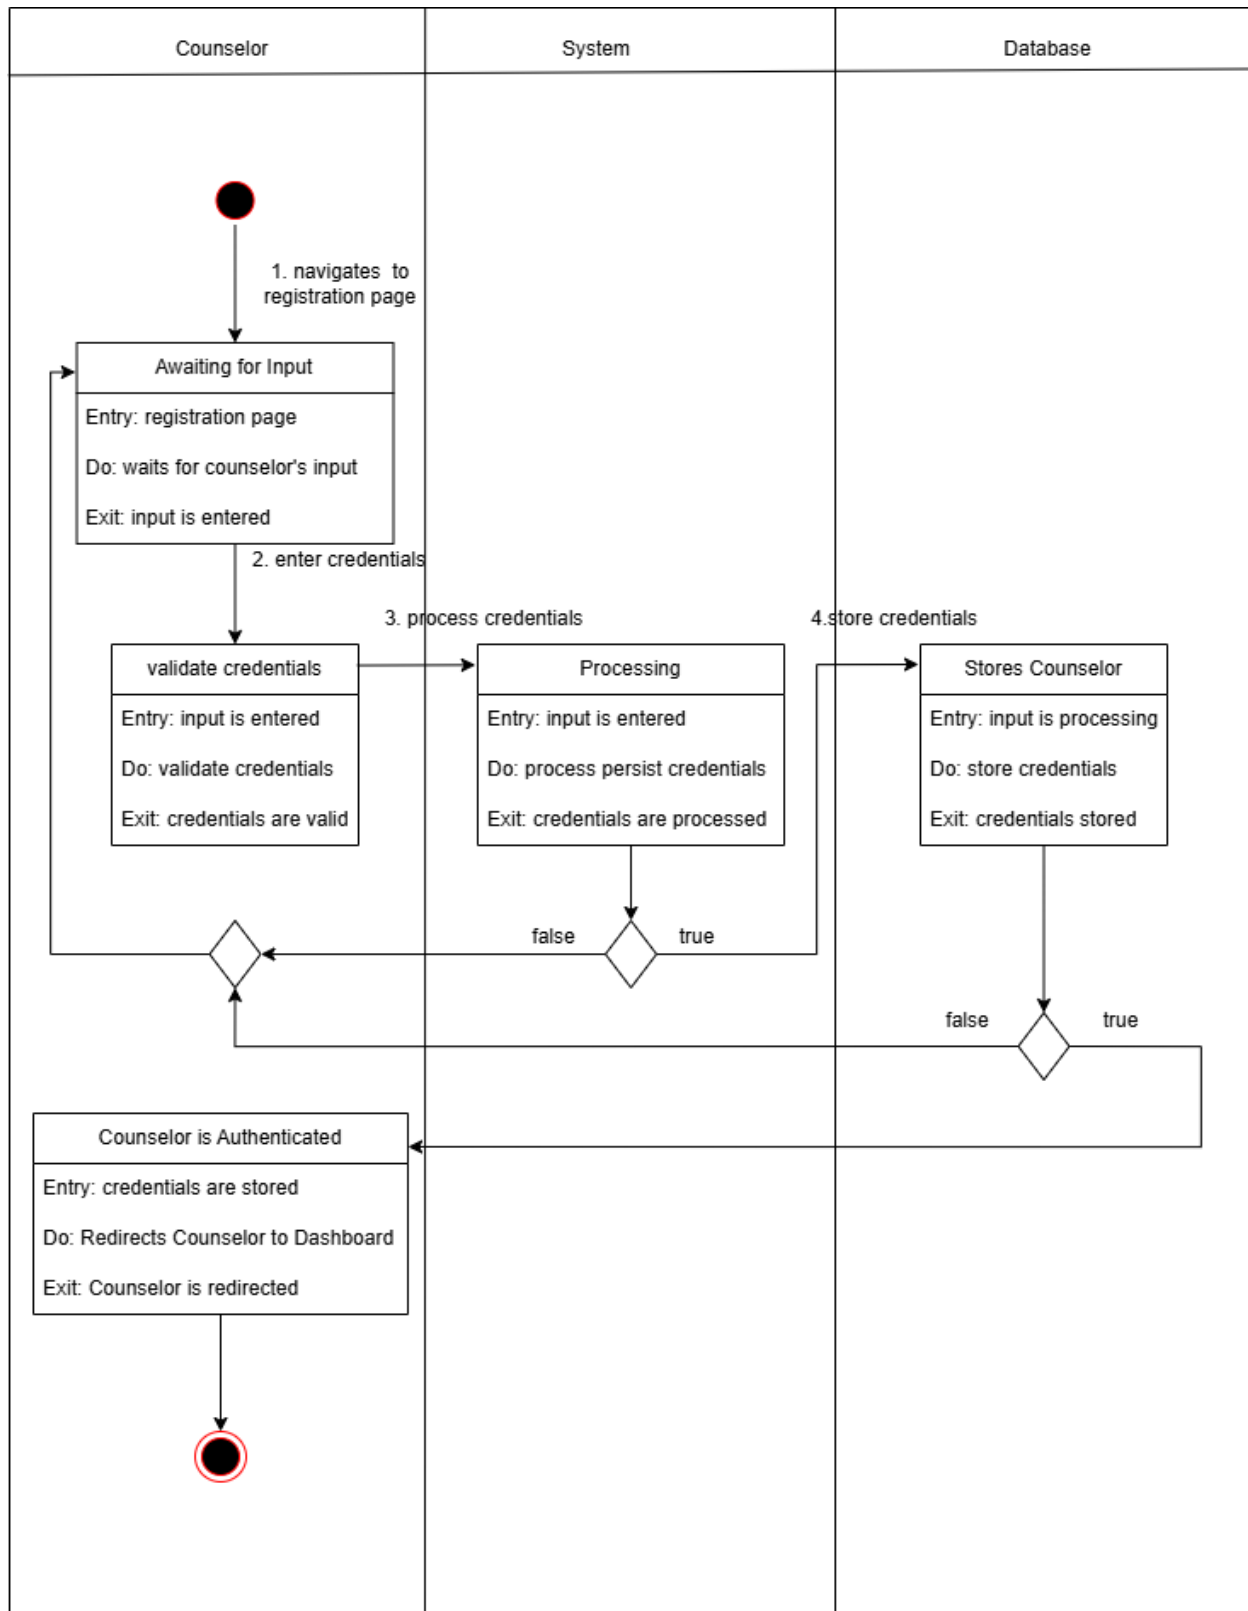 Counselor
System
Database
1. navigates to
registration page
Awaiting for Input
Entry: registration page
Do: waits for counselor's input
Exit: input is entered
2. enter credentials
3. process credentials
4.store credentials
validate credentials
Entry: input is entered
Do: validate credentials
Exit: credentials are valid
Processing
Entry: input is entered
Do: process persist credentials
Exit: credentials are processed
Stores Counselor
Entry: input is processing
Do: store credentials
Exit: credentials stored
false
true
false
true
Counselor is Authenticated
Entry: credentials are stored
Do: Redirects Counselor to Dashboard
Exit: Counselor is redirected